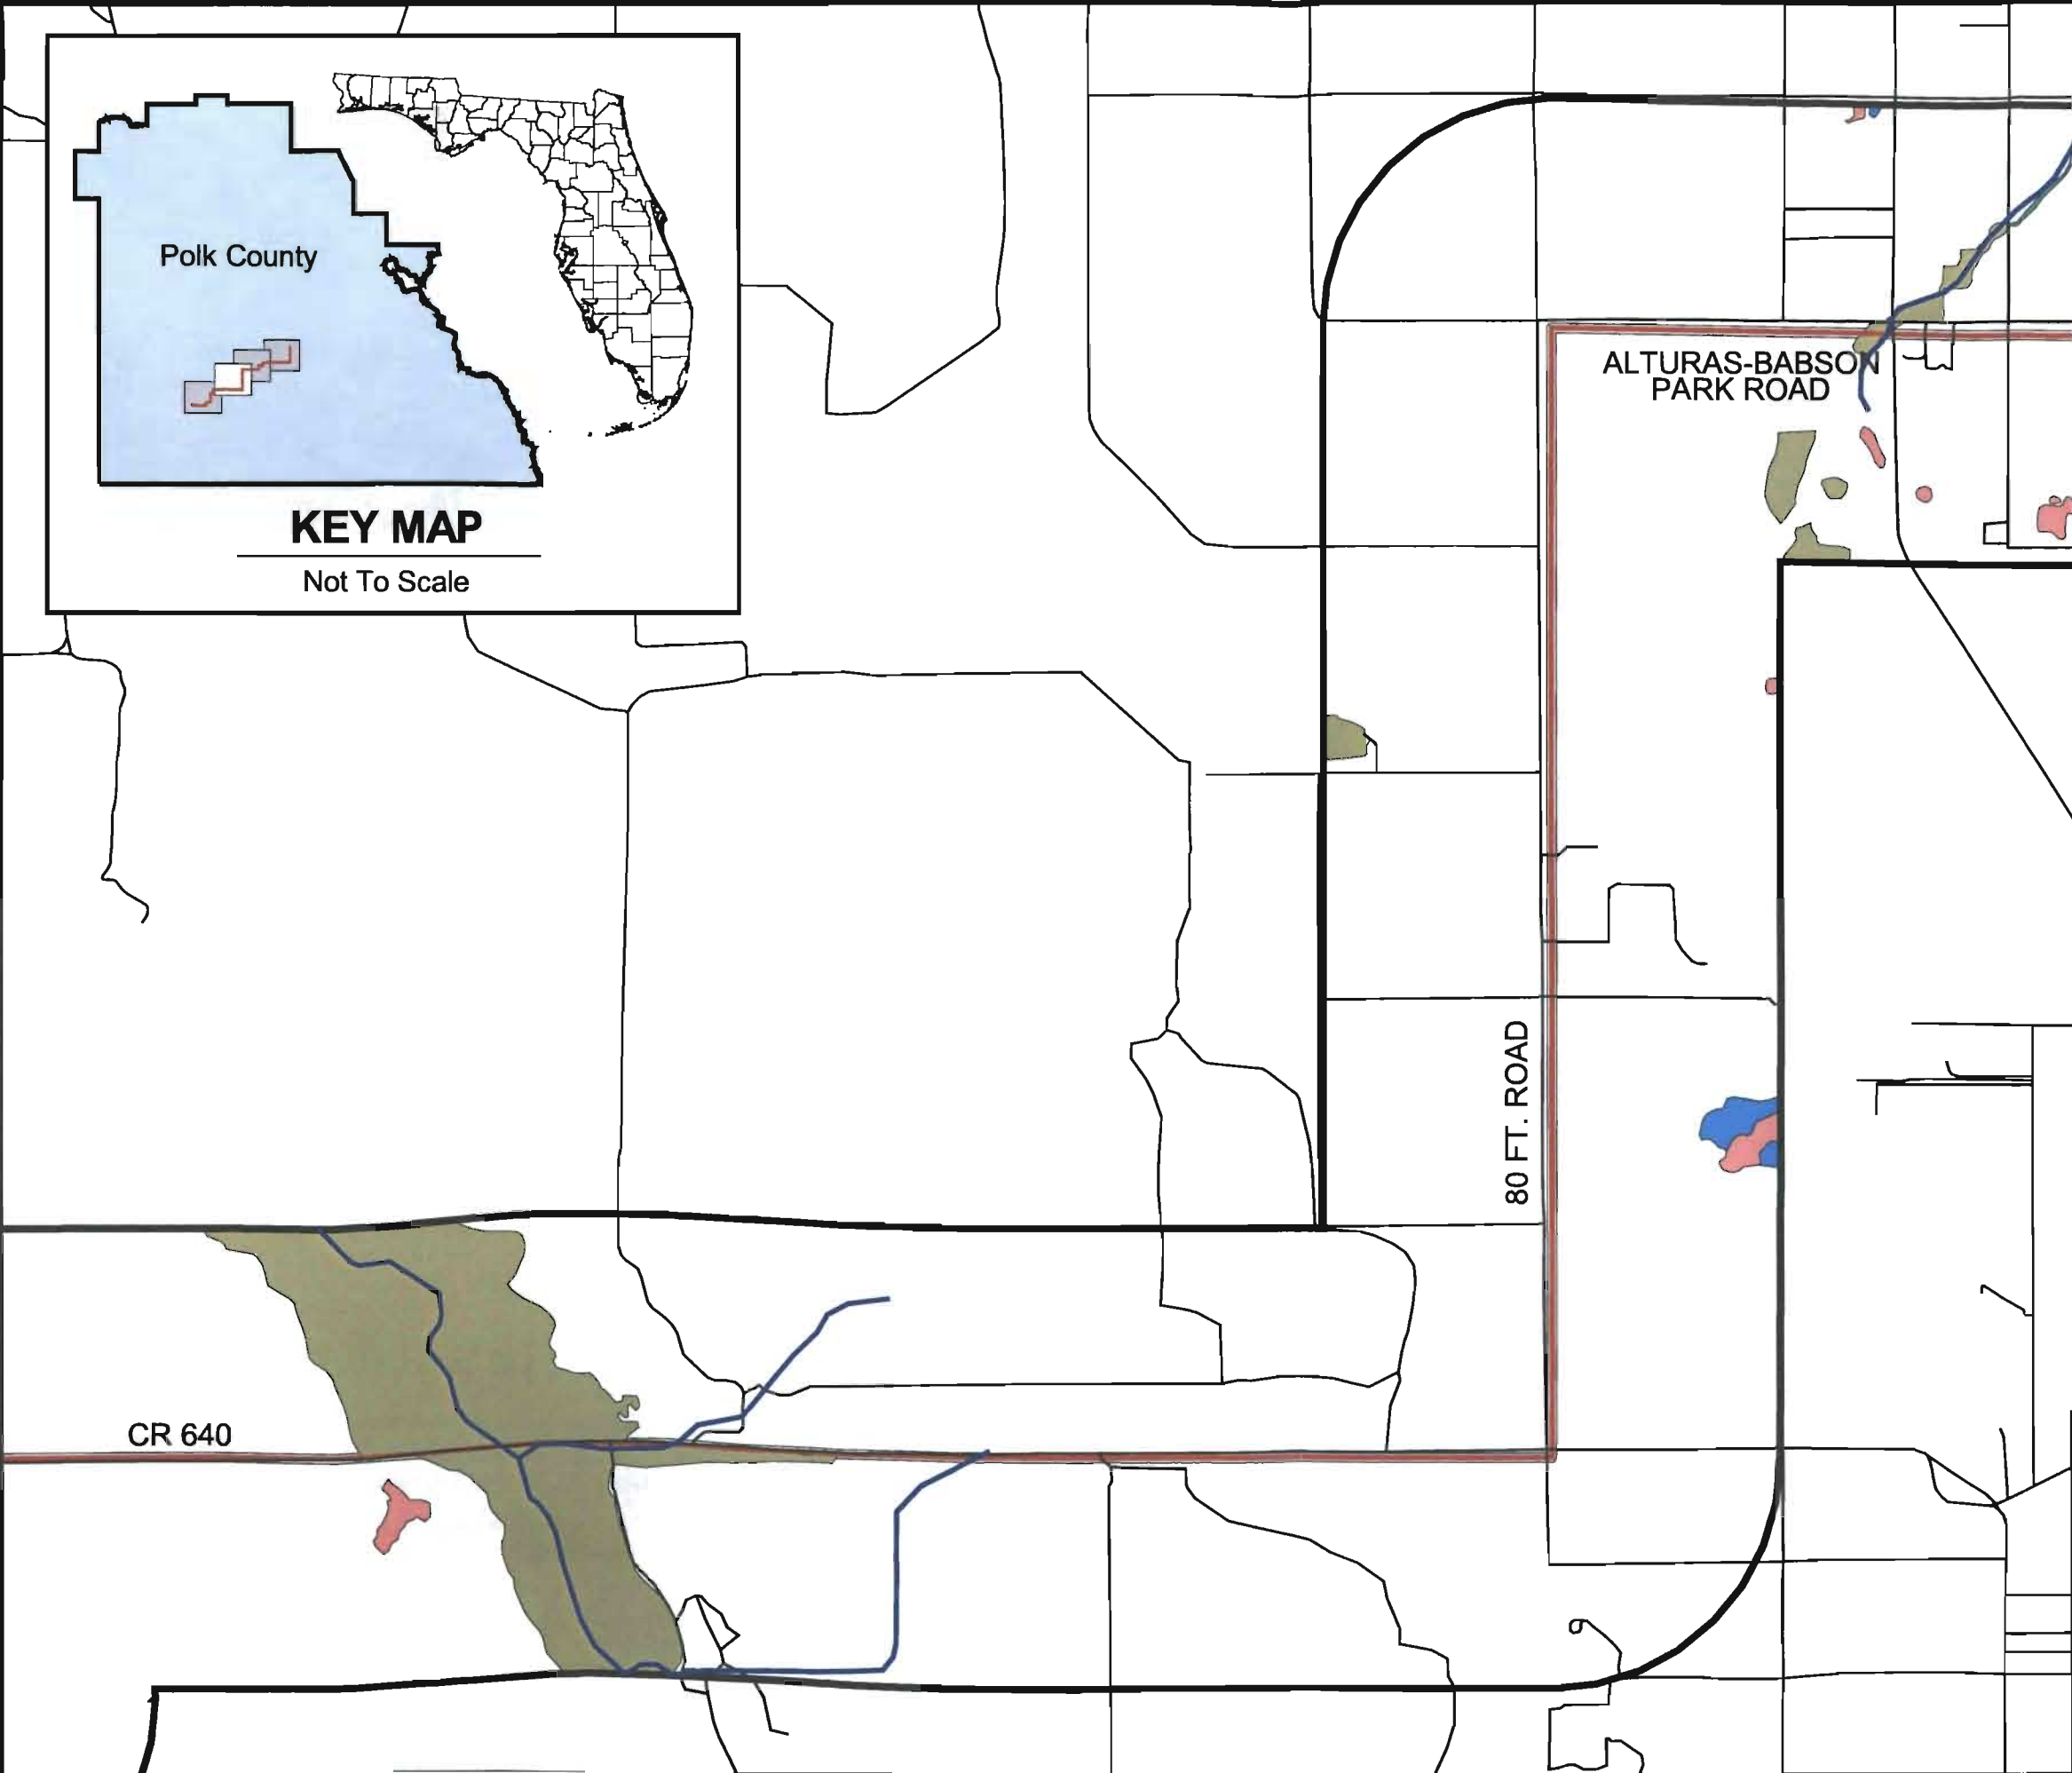 Polk County
KEY MAP
Not To Scale
ALTURAS-BABSON
PARK ROAD
80 FT. ROAD
CR 640